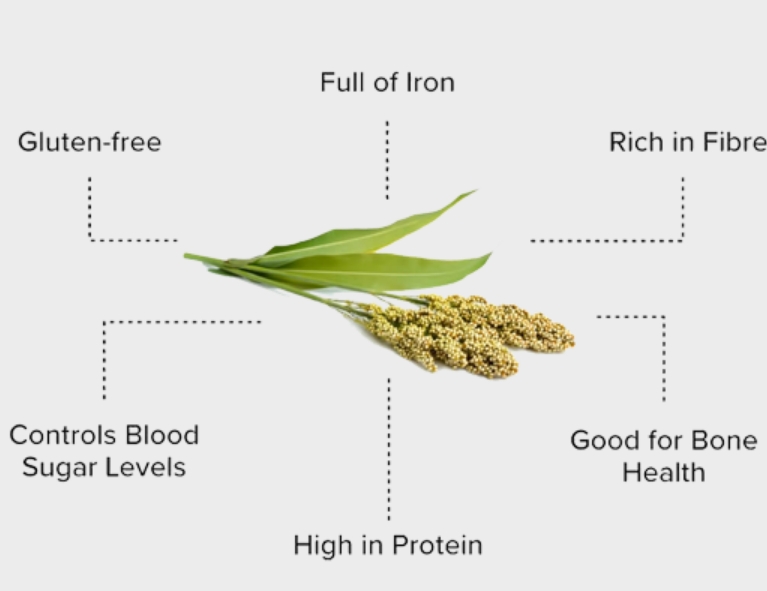 Full of Iron
Gluten-free
Rich in Fibre
Controls Blood
Sugar Levels
Good for Bone
Health
High in Protein